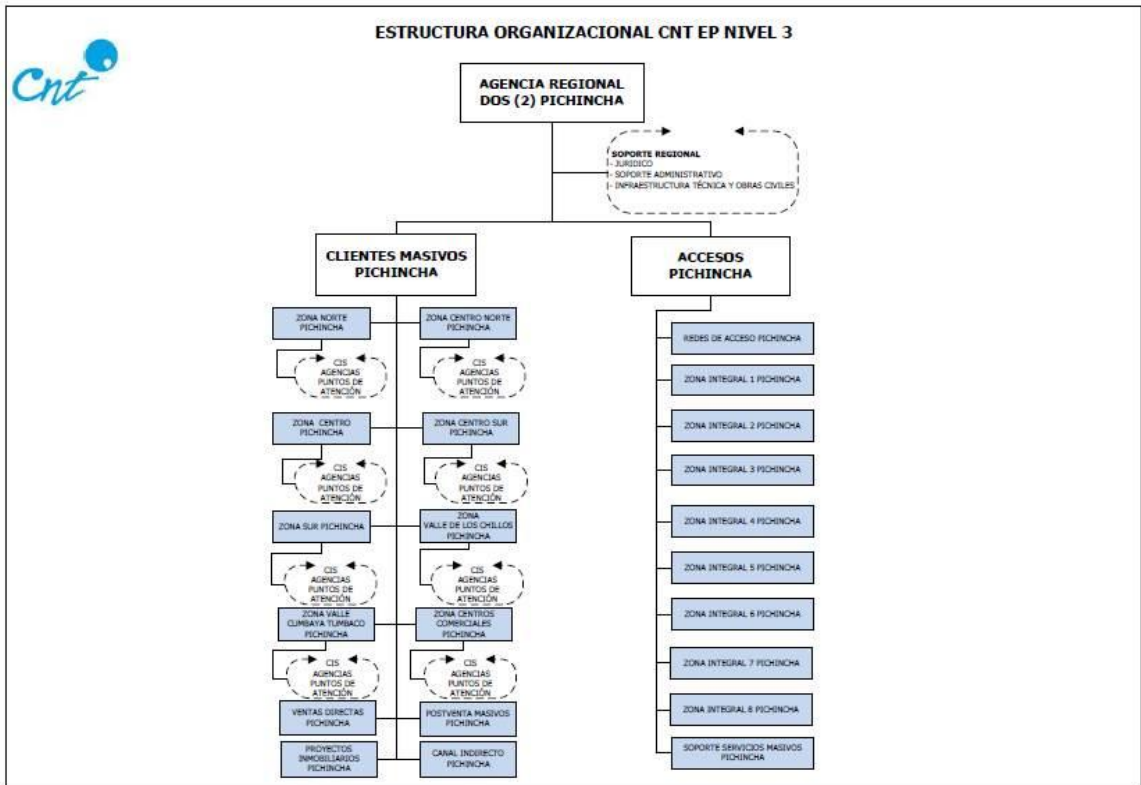 ESTRUCTURA ORGANIZACIONAL CNT EP NIVEL 3
Cnt
AGENCIA REGIONAL
DOS (2) PICHINCHA
SOPORTE REGIONAL
- JURIDICO
- SOPORTE ADMINISTRATIVO
- INFRAESTRUCTURA TÉCNICA Y OBRAS CIVILES
CLIENTES MASIVOS
PICHINCHA
ZONA NORTE
PICHINCHA
CIS
AGENCIAS
PUNTOS DE
ATENCIÓN
ZONA CENTRO NORTE
PICHINCHA
CIS
AGENCIAS
PUNTOS DE
ATENCIÓN
ZONA CENTRO
PICHINCHA
CIS
AGENCIAS
PUNTOS DE
ATENCIÓN
ZONA CENTRO SUR
PICHINCHA
CIS
AGENCIAS
PUNTOS DE
ATENCIÓN
ZONA SUR PICHINCHA
CIS
AGENCIAS
PUNTOS DE
ATENCIÓN
ZONA
VALLE DE LOS CHILLOS
PICHINCHA
CIS
AGENCIAS
PUNTOS DE
ATENCIÓN
ZONA VALLE
CUMBAYA TUMBACO
PICHINCHA
CIS
AGENCIAS
PUNTOS DE
ATENCIÓN
ZONA CENTROS
COMERCIALES
PICHINCHA
CIS
AGENCIAS
PUNTOS DE
ATENCIÓN
VENTAS DIRECTAS
PICHINCHA
POSTVENTA MASIVOS
PICHINCHA
PROYECTOS
INMOBILIARIOS
PICHINCHA
CANAL INDIRECTO
PICHINCHA
ACCESOS
PICHINCHA
REDES DE ACCESO PICHINCHA
ZONA INTEGRAL 1 PICHINCHA
ZONA INTEGRAL 2 PICHINCHA
ZONA INTEGRAL 3 PICHINCHA
ZONA INTEGRAL 4 PICHINCHA
ZONA INTEGRAL 5 PICHINCHA
ZONA INTEGRAL 6 PICHINCHA
ZONA INTEGRAL 7 PICHINCHA
ZONA INTEGRAL 8 PICHINCHA
SOPORTE SERVICIOS MASIVOS
PICHINCHA